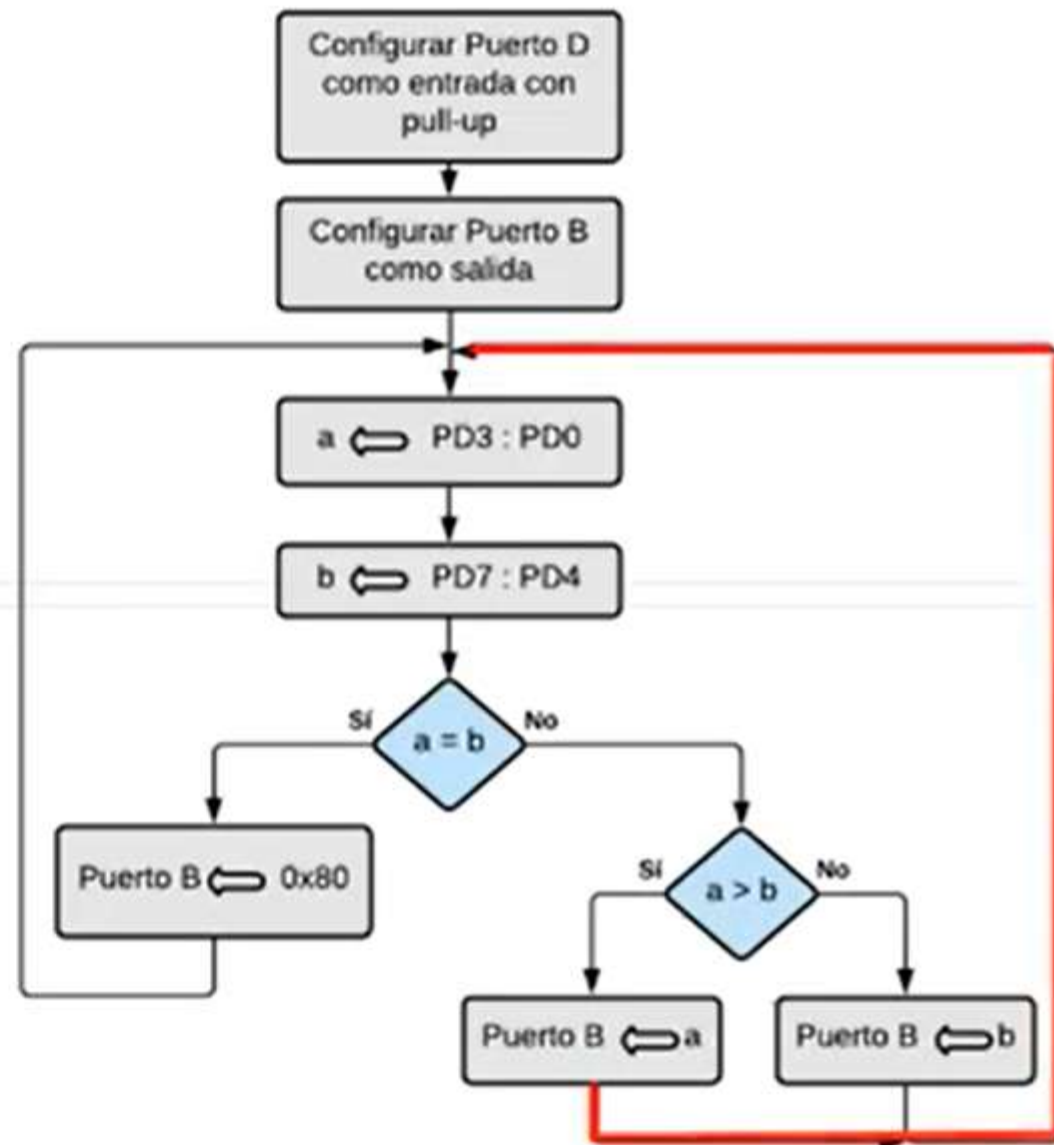 Configurar Puerto D
como entrada con
pull-up
Configurar Puerto B
como salida
a ⇐ PD3 : PD0
b ⇐ PD7 : PD4
a = b
Sí
No
Puerto B ⇐ 0x80
a > b
Sí
No
Puerto B ⇐ a
Puerto B ⇐ b